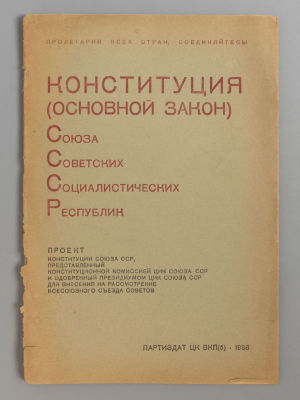 ПРОЛЕТАРИИ ВСЕХ СТРАН, СОЕДИНЯЙТЕСЬ!
КОНСТИТУЦИЯ
(ОСНОВНОЙ ЗАКОН)
СОЮЗА
СОВЕТСКИХ
СОЦИАЛИСТИЧЕСКИХ
РЕСПУБЛИК
ПРОЕКТ
КОНСТИТУЦИИ СОЮЗА ССР,
ПРЕДСТАВЛЕННЫЙ
КОНСТИТУЦИОННОЙ КОМИССИЕЙ ЦИК СОЮЗА ССР
И ОДОБРЕННЫЙ ПРЕЗИДИУМОМ ЦИК СОЮЗА ССР
ДЛЯ ВНЕСЕНИЯ НА РАССМОТРЕНИЕ
ВСЕСОЮЗНОГО СЪЕЗДА СОВЕТОВ
ПАРТИЗДАТ ЦК ВКП(б) • 1936